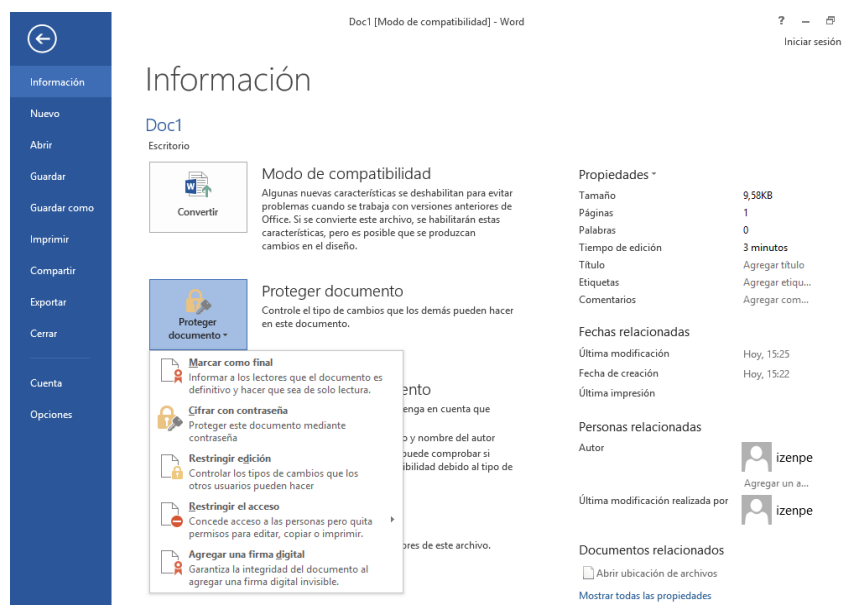 Doc1 [Modo de compatibilidad] - Word
?
Iniciar sesión
Información
Nuevo
Abrir
Guardar
Guardar como
Imprimir
Compartir
Exportar
Cerrar
Cuenta
Opciones
Información
Doc1
Escritorio
Convertir
Modo de compatibilidad
Algunas nuevas características se deshabilitan para evitar
problemas cuando se trabaja con versiones anteriores de
Office. Si se convierte este archivo, se habilitarán estas
características, pero es posible que se produzcan
cambios en el diseño.
Proteger
documento
Proteger documento
Controle el tipo de cambios que los demás pueden hacer
en este documento.
Marcar como final
Informar a los lectores que el documento es
definitivo y hacer que sea de solo lectura.
Cifrar con contraseña
Proteger este documento mediante
contraseña
Restringir edición
Controlar los tipos de cambios que los
otros usuarios pueden hacer
Restringir el acceso
Concede acceso a las personas pero quita
permisos para editar, copiar o imprimir.
Agregar una firma digital
Garantiza la integridad del documento al
agregar una firma digital invisible.
ento
enga en cuenta que
o y nombre del autor
puede comprobar si
ibilidad debido al tipo de
ores de este archivo.
Propiedades
Tamaño 9,58KB
Páginas 1
Palabras 0
Tiempo de edición 3 minutos
Título Agregar título
Etiquetas Agregar etiqu...
Comentarios Agregar com...
Fechas relacionadas
Última modificación Hoy, 15:25
Fecha de creación Hoy, 15:22
Última impresión
Personas relacionadas
Autor izenpe
Agregar un a...
Última modificación realizada por izenpe
Documentos relacionados
Abrir ubicación de archivos
Mostrar todas las propiedades